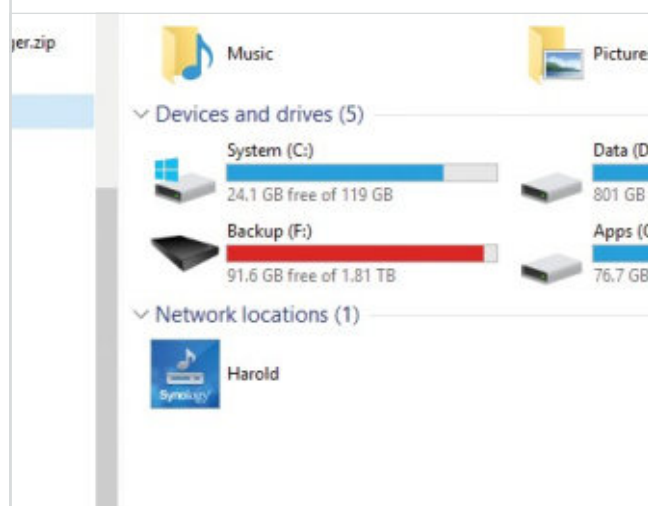 ger.zip
Music
Picture
Devices and drives (5)
System (C:)
24.1 GB free of 119 GB
Data (D
801 GB
Backup (F:)
91.6 GB free of 1.81 TB
Apps (
76.7 GB
Network locations (1)
Harold
Synology